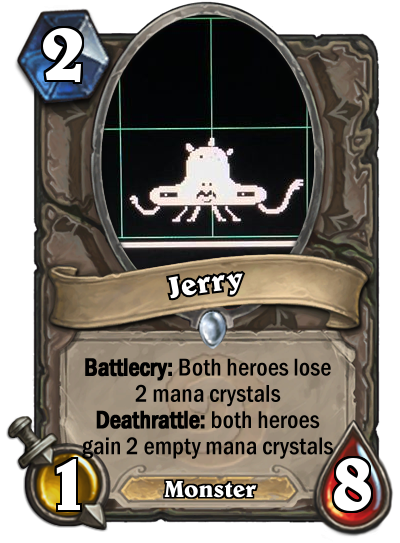 2
Jerry
Battlecry: Both heroes lose
2 mana crystals
Deathrattle: both heroes
gain 2 empty mana crystals
1
Monster
8